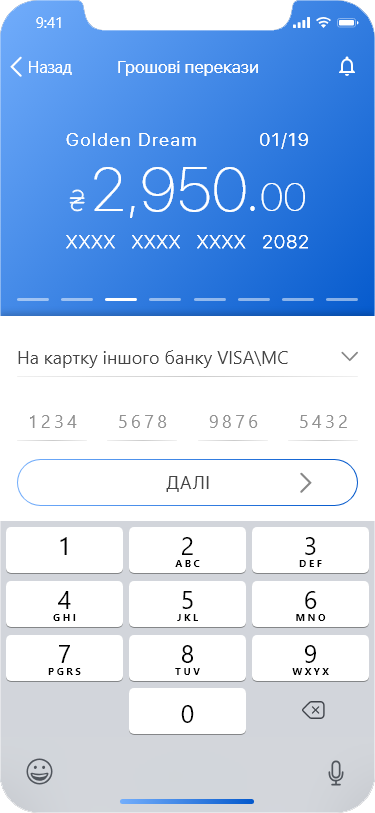 9:41
Назад Грошові перекази
Golden Dream 01/19
₴2,950.00
XXXX XXXX XXXX 2082
На картку іншого банку VISA\MC
1234 5678 9876 5432
ДАЛІ
1 2 3
ABC DEF
4 5 6
GHI JKL MNO
7 8 9
PGRS TUV WXYX
0